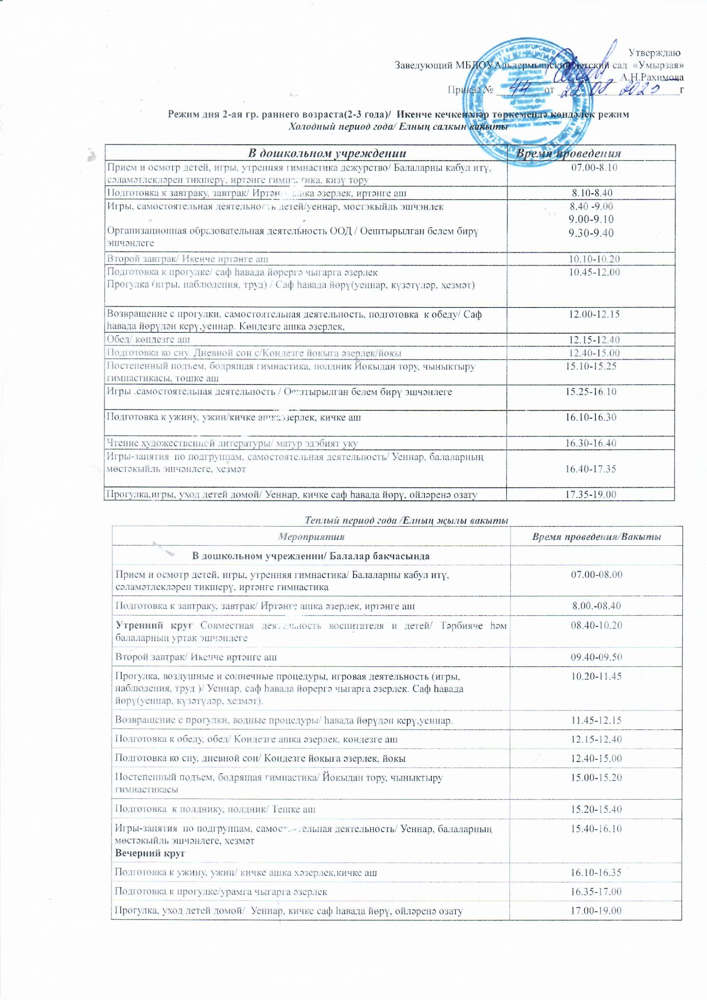 Утверждаю
Заведующий МБДОУ Альдермышский детский сад «Умырзая»
А.Н.Рахимова
Приказ № 44 от 28.08. 2023 г
Режим дня 2-ая гр. раннего возраста(2-3 года)/ Икенче кечкенәләр төркемендә көндәлек режим
Холодный период года/ Елның салкын вакыты
В дошкольном учреждении Время проведения
Прием и осмотр детей, игры, утренняя гимнастика дежурство/ Балаларны кабул итү, 07.00-8.10
сәламәтлекләрен тикшерү, иртәнге гимнастика, кизү тору
Подготовка к завтраку, завтрак/ Иртәнге ашка әзерлек, иртәнге аш 8.10-8.40
Игры, самостоятельная деятельность детей/уеннар, мостэкыйль эшчэнлек 8.40 -9.00
9.00-9.10
Организационная образовательная деятельность ООД / Оештырылган белем бирү 9.30-9.40
эшчәнлеге
Второй завтрак/ Икенче иртәнге аш 10.10-10.20
Подготовка к прогулке/ саф һавада йөрергә чыгарга әзерлек 10.45-12.00
Прогулка (игры, наблюдения, труд) / Саф һавада йөрү(уеннар, күзәтүләр, хезмәт)
Возвращение с прогулки, самостоятельная деятельность, подготовка к обеду/ Саф 12.00-12.15
һавада йөрүдән керү,уеннар. Көндезге ашка әзерлек,
Обед/ көндезге аш 12.15-12.40
Подготовка ко сну. Дневной сон с/Көндезге йокыга әзерлек/йокы 12.40-15.00
Постепенный подъем, бодрящая гимнастика, полдник Йокыдан тору, чыныктыру 15.10-15.25
гимнастикасы, төшке аш
Игры ,самостоятельная деятельность / Оештырылган белем бирү эшчәнлеге 15.25-16.10
Подготовка к ужину, ужин/кичке ашкаәзерлек, кичке аш 16.10-16.30
Чтение художественной литературы/ матур эдэбият уку 16.30-16.40
Игры-занятия по подгруппам, самостоятельная деятельность/ Уеннар, балаларның
мөстәкыйль эшчәнлеге, хезмәт 16.40-17.35
Прогулка,игры, уход детей домой/ Уеннар, кичке саф һавада йөрү, өйләренә озату 17.35-19.00
Теплый период года /Елның җылы вакыты
Мероприятия Время проведения/Вакыты
В дошкольном учреждении/ Балалар бакчасында
Прием и осмотр детей, игры, утренняя гимнастика/ Балаларны кабул итү, 07.00-08.00
сәламәтлекләрен тикшерү, иртәнге гимнастика
Подготовка к завтраку, завтрак/ Иртәнге ашка әзерлек, иртәнге аш 8.00.-08.40
Утренний круг Совместная деятельность воспитателя и детей/ Тәрбияче һәм 08.40-10.20
балаларның уртак эшчәнлеге
Второй завтрак/ Икенче иртәнге аш 09.40-09.50
Прогулка, воздушные и солнечные процедуры, игровая деятельность (игры, 10.20-11.45
наблюдения, труд )/ Уеннар, саф һавада йөрергә чыгарга әзерлек. Саф һавада
йөрү(уеннар, күзәтүләр, хезмәт).
Возвращение с прогулки, водные процедуры/ һавада йөрүдән керү,уеннар. 11.45-12.15
Подготовка к обеду, обед/ Көндезге ашка әзерлек, көндезге аш 12.15-12.40
Подготовка ко сну, дневной сон/ Көндезге йокыга әзерлек, йокы 12.40-15.00
Постепенный подъем, бодрящая гимнастика/ Йокыдан тору, чыныктыру 15.00-15.20
гимнастикасы
Подготовка к полднику, полдник/ Төшке аш 15.20-15.40
Игры-занятия по подгруппам, самостоятельная деятельность/ Уеннар, балаларның 15.40-16.10
мөстәкыйль эшчәнлеге, хезмәт
Вечерний круг
Подготовка к ужину, ужин/ кичке ашка хәзерлек,кичке аш 16.10-16.35
Подготовка к прогулке/урамга чыгарга әзерлек 16.35-17.00
Прогулка, уход детей домой/ Уеннар, кичке саф һавада йөрү, өйләренә озату 17.00-19.00